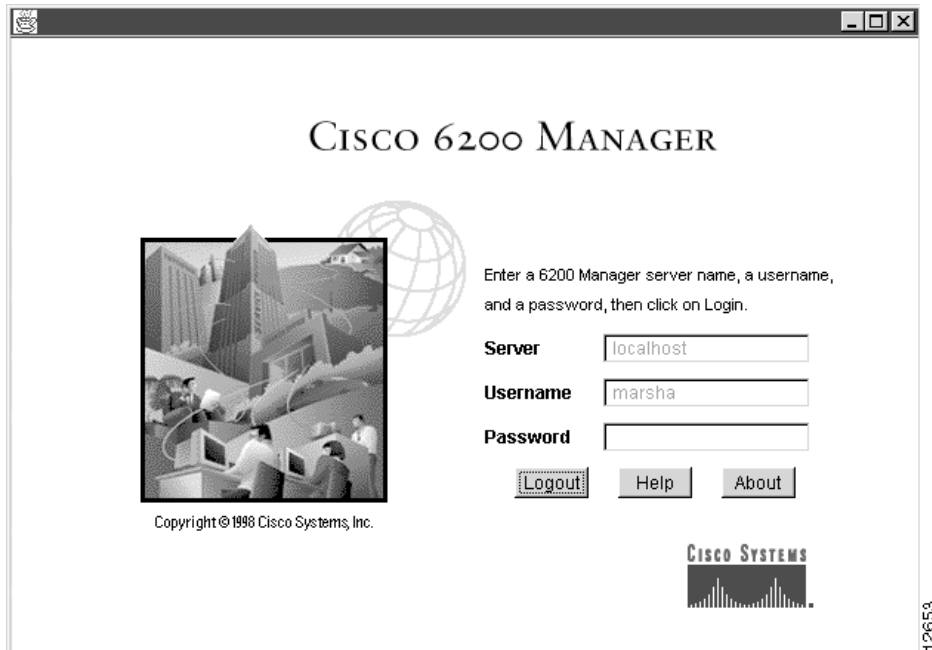 CISCO 6200 MANAGER
Enter a 6200 Manager server name, a username,
and a password, then click on Login.
Server localhost
Username marsha
Password
Logout Help About
Copyright © 1998 Cisco Systems, Inc.
CISCO SYSTEMS
12653